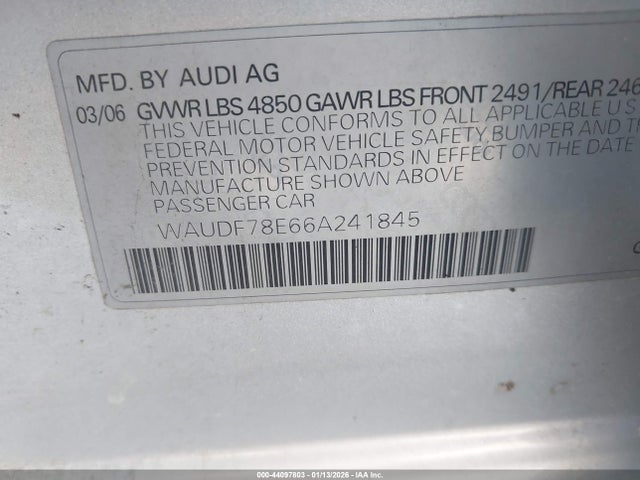 MFD. BY AUDI AG
03/06 GVWR LBS 4850 GAWR LBS FRONT 2491/REAR 246
THIS VEHICLE CONFORMS TO ALL APPLICABLE U S
FEDERAL MOTOR VEHICLE SAFETY, BUMPER AND T
PREVENTION STANDARDS IN EFFECT ON THE DATE
MANUFACTURE SHOWN ABOVE
PASSENGER CAR
WAUDF78E66A241845
000-44097803 - 01/13/2026 - IAAI.CA